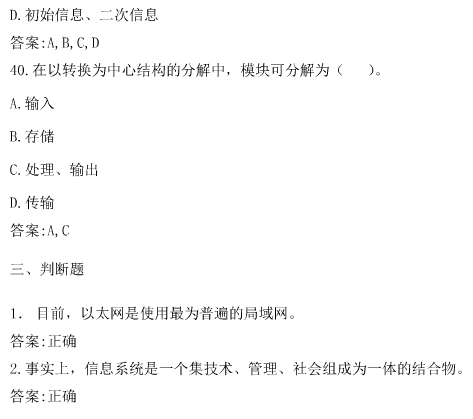 D.初始信息、二次信息
答案:A,B,C,D
40.在以转换为中心结构的分解中，模块可分解为（　）。
A.输入
B.存储
C.处理、输出
D.传输
答案:A,C
三、判断题
1. 目前，以太网是使用最为普遍的局域网。
答案:正确
2.事实上，信息系统是一个集技术、管理、社会组成为一体的结合物。
答案:正确